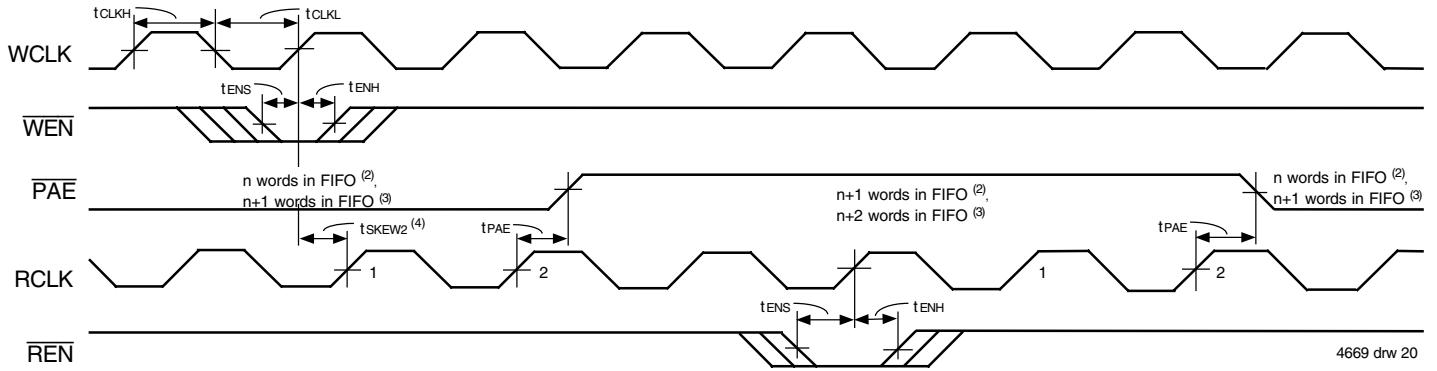 tCLKH
tCLKL
WCLK
tENS
tENH
WEN
PAE
n words in FIFO (2),
n+1 words in FIFO (3)
n+1 words in FIFO (2),
n+2 words in FIFO (3)
n words in FIFO (2),
n+1 words in FIFO (3)
tSKEW2 (4)
tPAE
tPAE
RCLK
1
2
1
2
tENS
tENH
REN
4669 drw 20